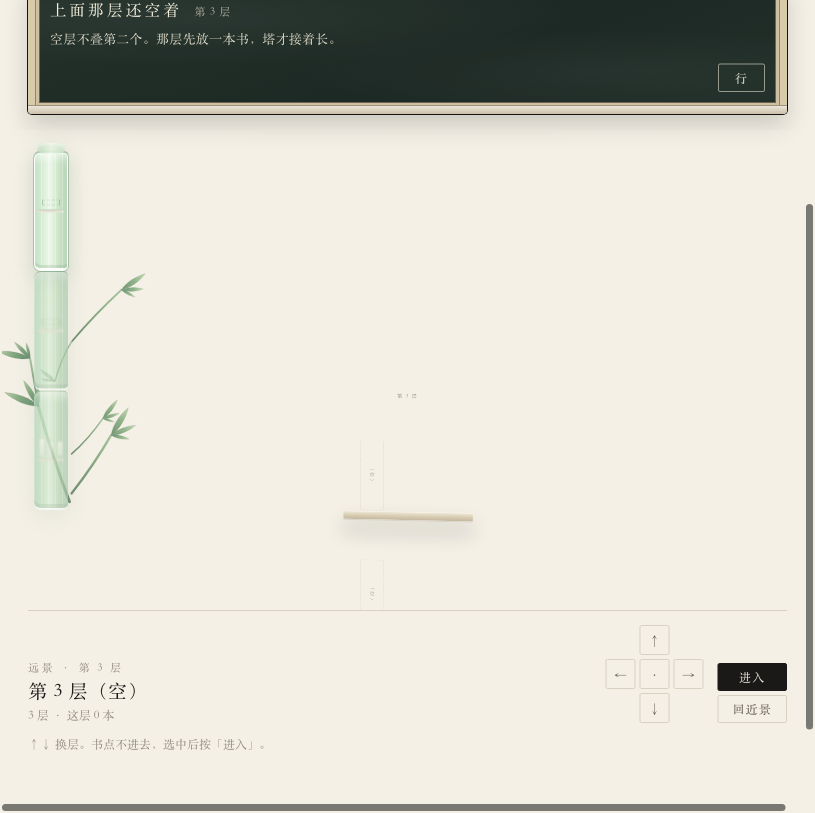 上面那层还空着 第 3 层
空层不叠第二个。那层先放一本书，塔才接着长。
行
第 3 层
远景 · 第 3 层
第 3 层（空）
3 层 · 这层 0 本
↑ ↓ 换层。书点不进去，选中后按「进入」。
↑
← · →
↓
进入
回近景